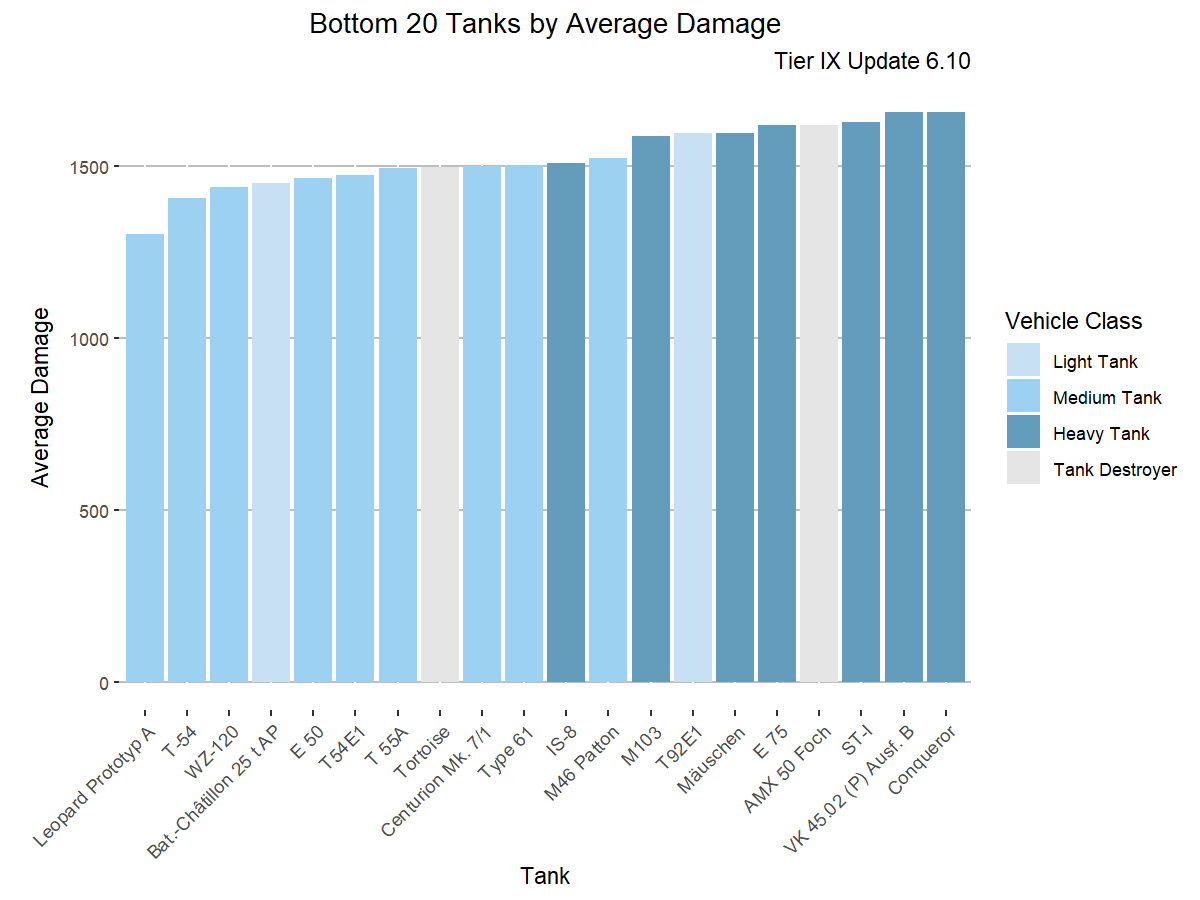 Bottom 20 Tanks by Average Damage
Tier IX Update 6.10
Average Damage
1500
1000
500
0
Leopard Prototyp A
T-54
WZ-120
Bat.-Châtillon 25 t AP
E 50
T54E1
T 55A
Tortoise
Centurion Mk. 7/1
Type 61
IS-8
M46 Patton
M103
T92E1
Mäuschen
E 75
AMX 50 Foch
ST-I
VK 45.02 (P) Ausf. B
Conqueror
Tank
Vehicle Class
Light Tank
Medium Tank
Heavy Tank
Tank Destroyer